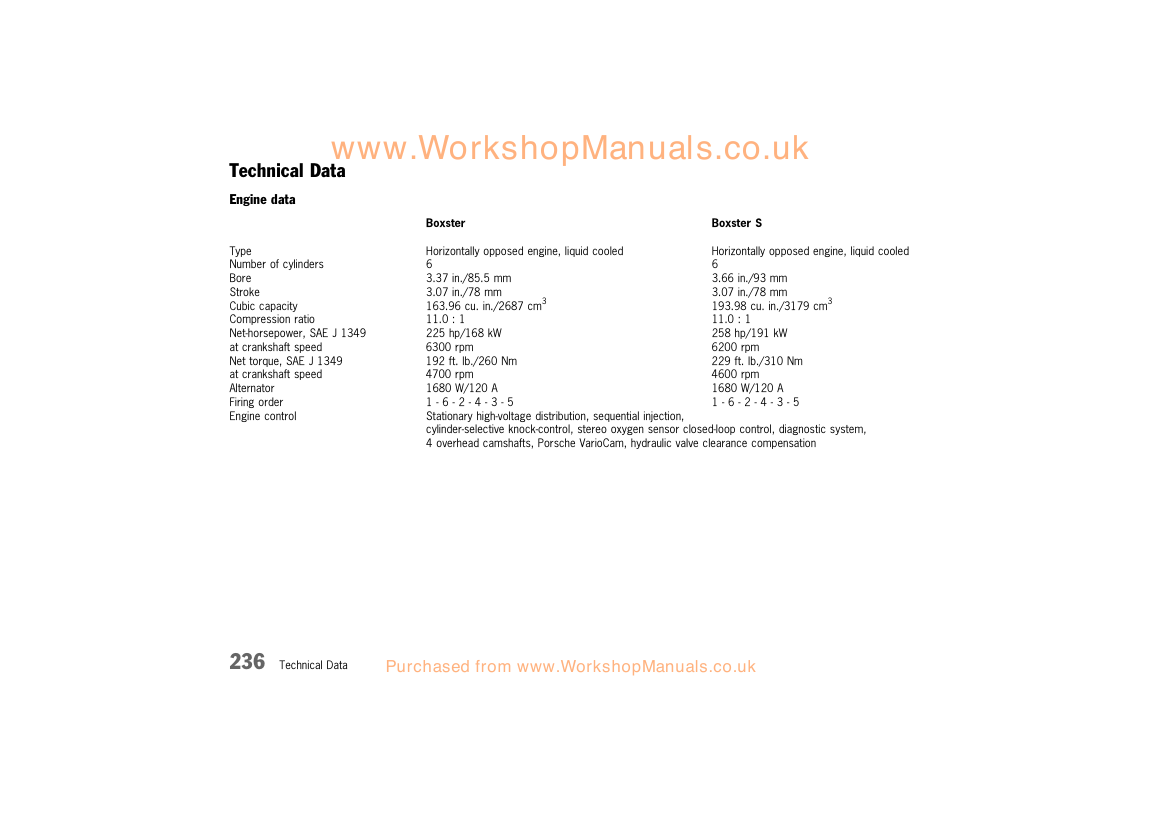 www.WorkshopManuals.co.uk
Technical Data
Engine data
Boxster Boxster S
Type Horizontally opposed engine, liquid cooled Horizontally opposed engine, liquid cooled
Number of cylinders 6 6
Bore 3.37 in./85.5 mm 3.66 in./93 mm
Stroke 3.07 in./78 mm 3.07 in./78 mm
Cubic capacity 163.96 cu. in./2687 cm³ 193.98 cu. in./3179 cm³
Compression ratio 11.0 : 1 11.0 : 1
Net-horsepower, SAE J 1349 225 hp/168 kW 258 hp/191 kW
at crankshaft speed 6300 rpm 6200 rpm
Net torque, SAE J 1349 192 ft. lb./260 Nm 229 ft. lb./310 Nm
at crankshaft speed 4700 rpm 4600 rpm
Alternator 1680 W/120 A 1680 W/120 A
Firing order 1 - 6 - 2 - 4 - 3 - 5 1 - 6 - 2 - 4 - 3 - 5
Engine control Stationary high-voltage distribution, sequential injection,
cylinder-selective knock-control, stereo oxygen sensor closed-loop control, diagnostic system,
4 overhead camshafts, Porsche VarioCam, hydraulic valve clearance compensation
236 Technical Data Purchased from www.WorkshopManuals.co.uk